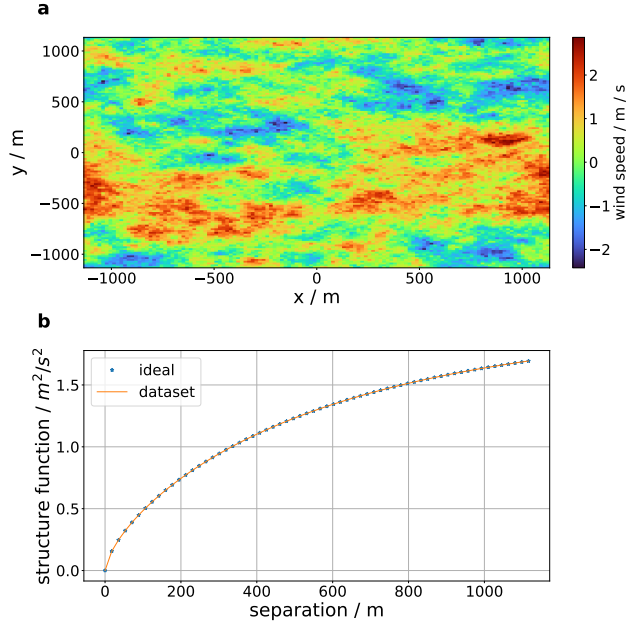 a
1000
500
0
−500
−1000
y / m
−1000 −500 0 500 1000
x / m
2
1
0
−1
−2
wind speed / m / s
b
ideal
dataset
1.5
1.0
0.5
0.0
structure function / m²/s²
0 200 400 600 800 1000
separation / m